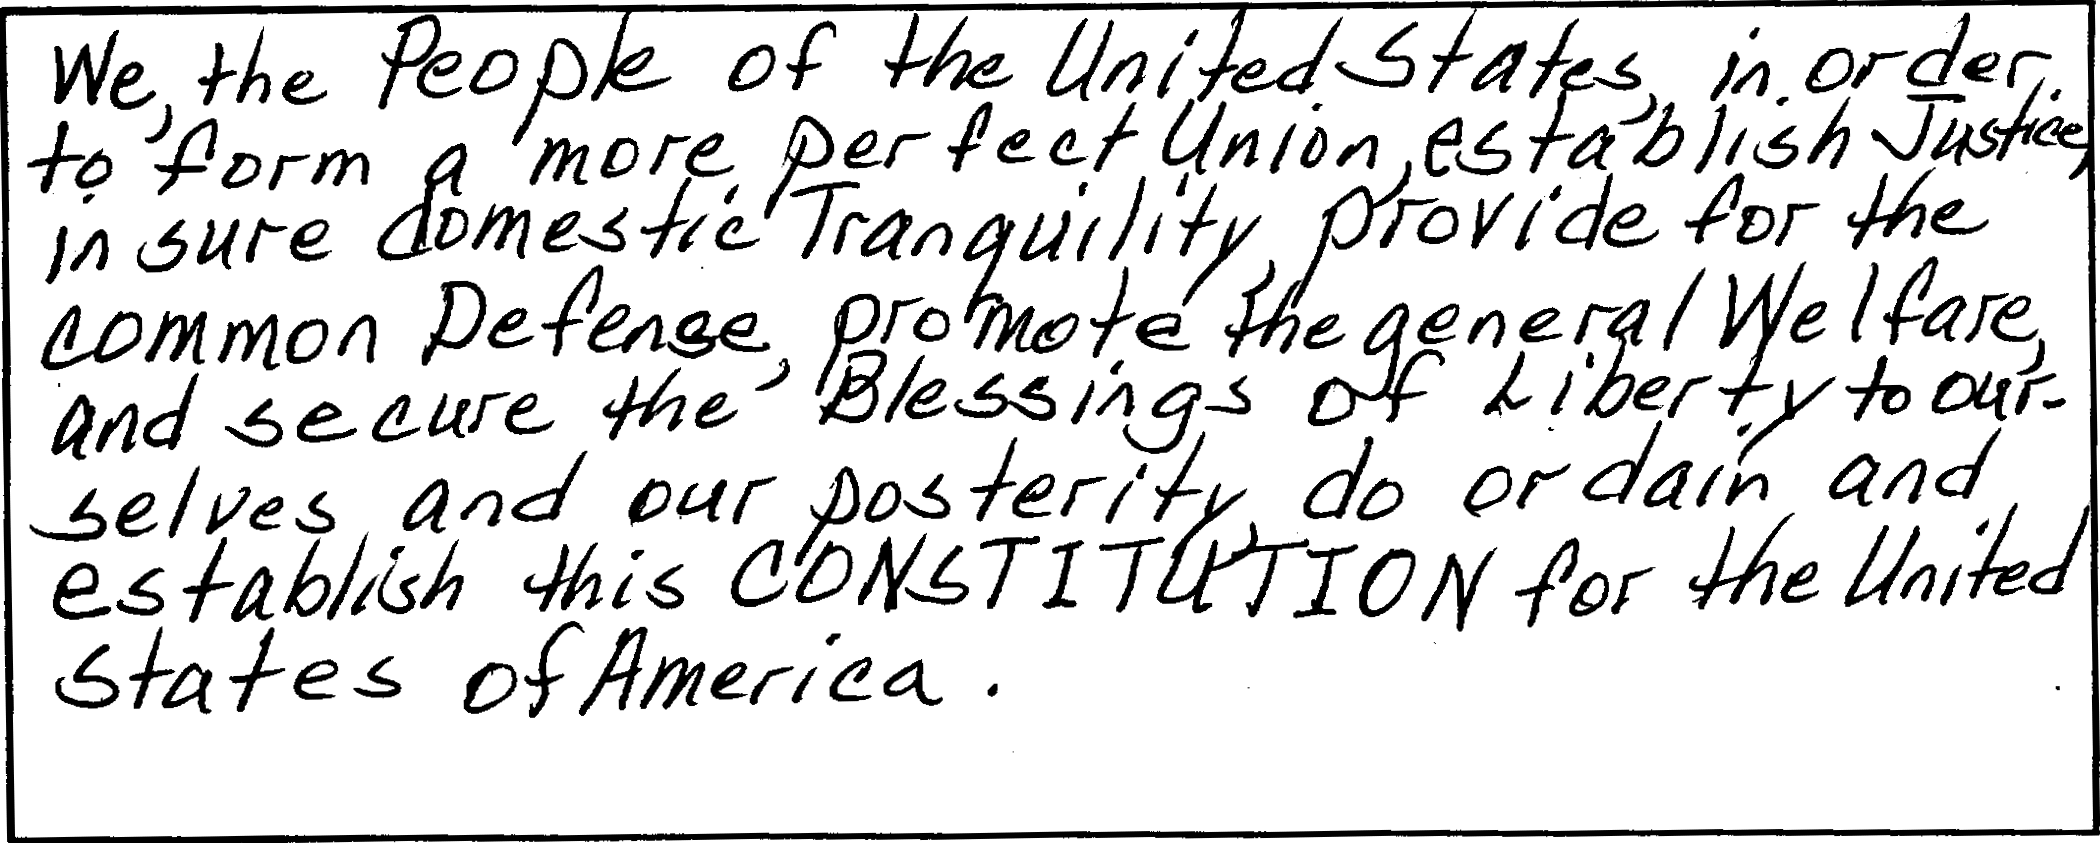 We, the People of the United States, in order
to form a more perfect Union, establish Justice,
insure domestic Tranquility, provide for the
common Defense, promote the general Welfare,
and secure the Blessings of Liberty to our-
selves and our posterity, do ordain and
establish this CONSTITUTION for the United
States of America.